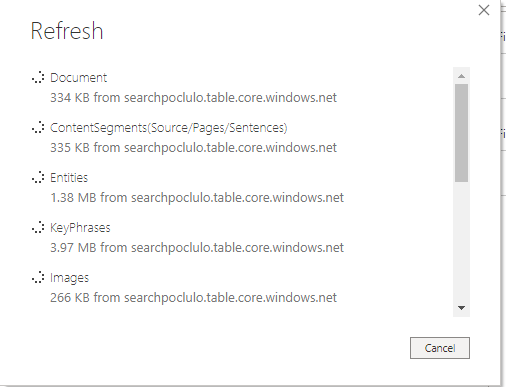 Refresh
Document
334 KB from searchpoclulo.table.core.windows.net
ContentSegments(Source/Pages/Sentences)
335 KB from searchpoclulo.table.core.windows.net
Entities
1.38 MB from searchpoclulo.table.core.windows.net
KeyPhrases
3.97 MB from searchpoclulo.table.core.windows.net
Images
266 KB from searchpoclulo.table.core.windows.net
Cancel